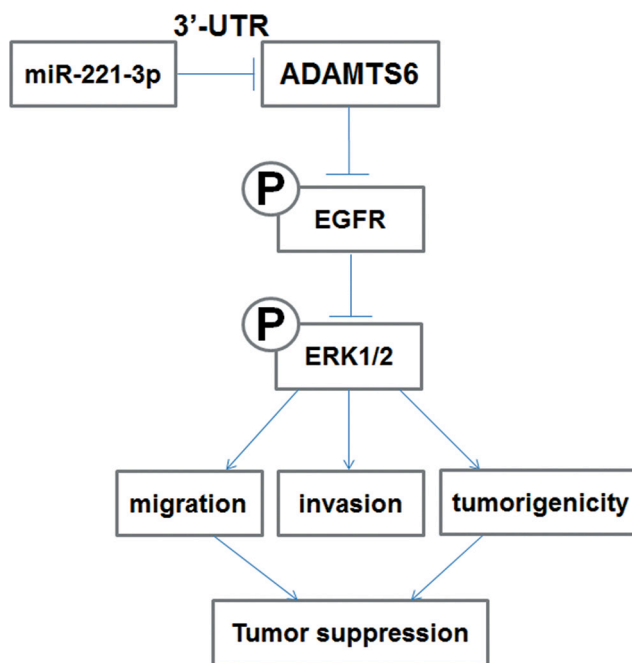 3'-UTR
miR-221-3p
ADAMTS6
P
EGFR
P
ERK1/2
migration
invasion
tumorigenicity
Tumor suppression